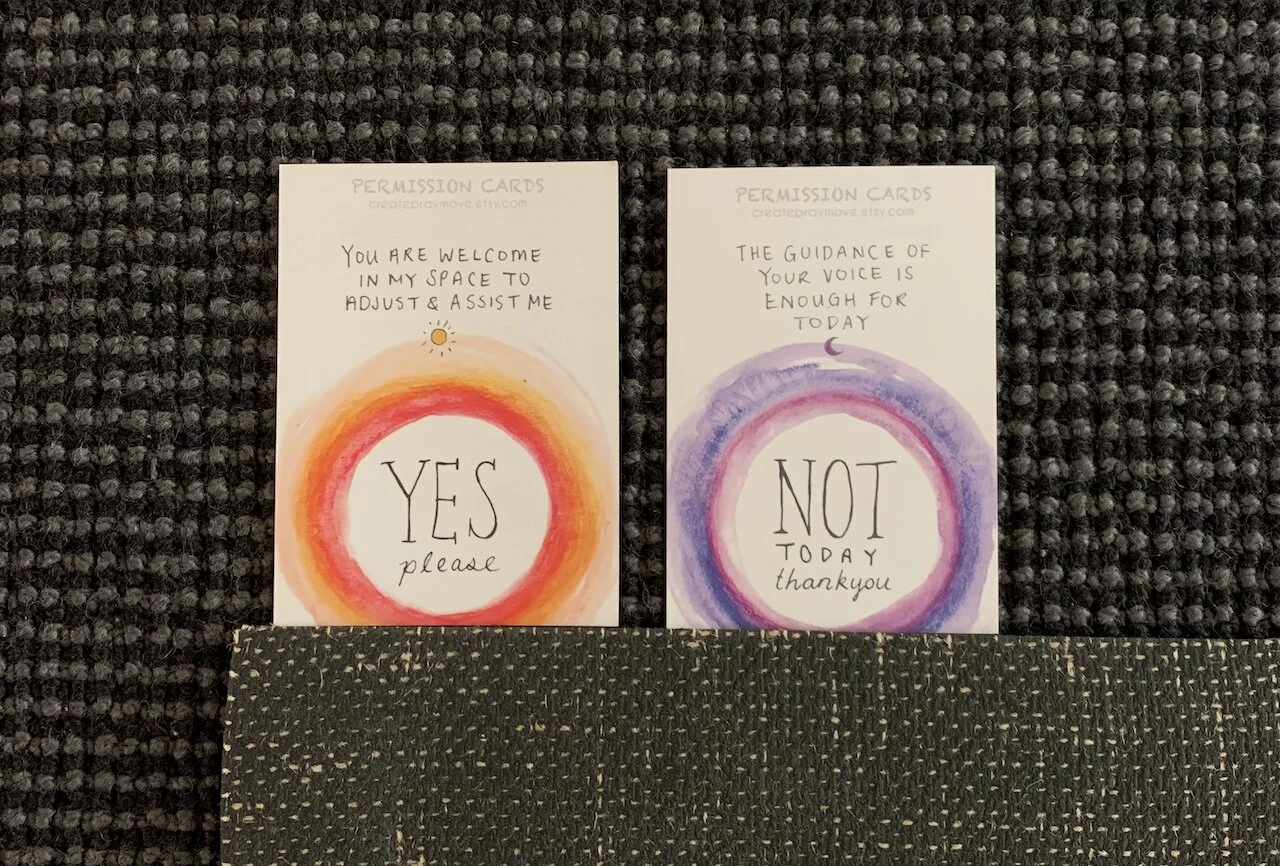 PERMISSION CARDS
createpraymove.etsy.com
YOU ARE WELCOME
IN MY SPACE TO
ADJUST & ASSIST ME
YES
please
PERMISSION CARDS
createpraymove.etsy.com
THE GUIDANCE OF
YOUR VOICE IS
ENOUGH FOR
TODAY
NOT
TODAY
thankyou